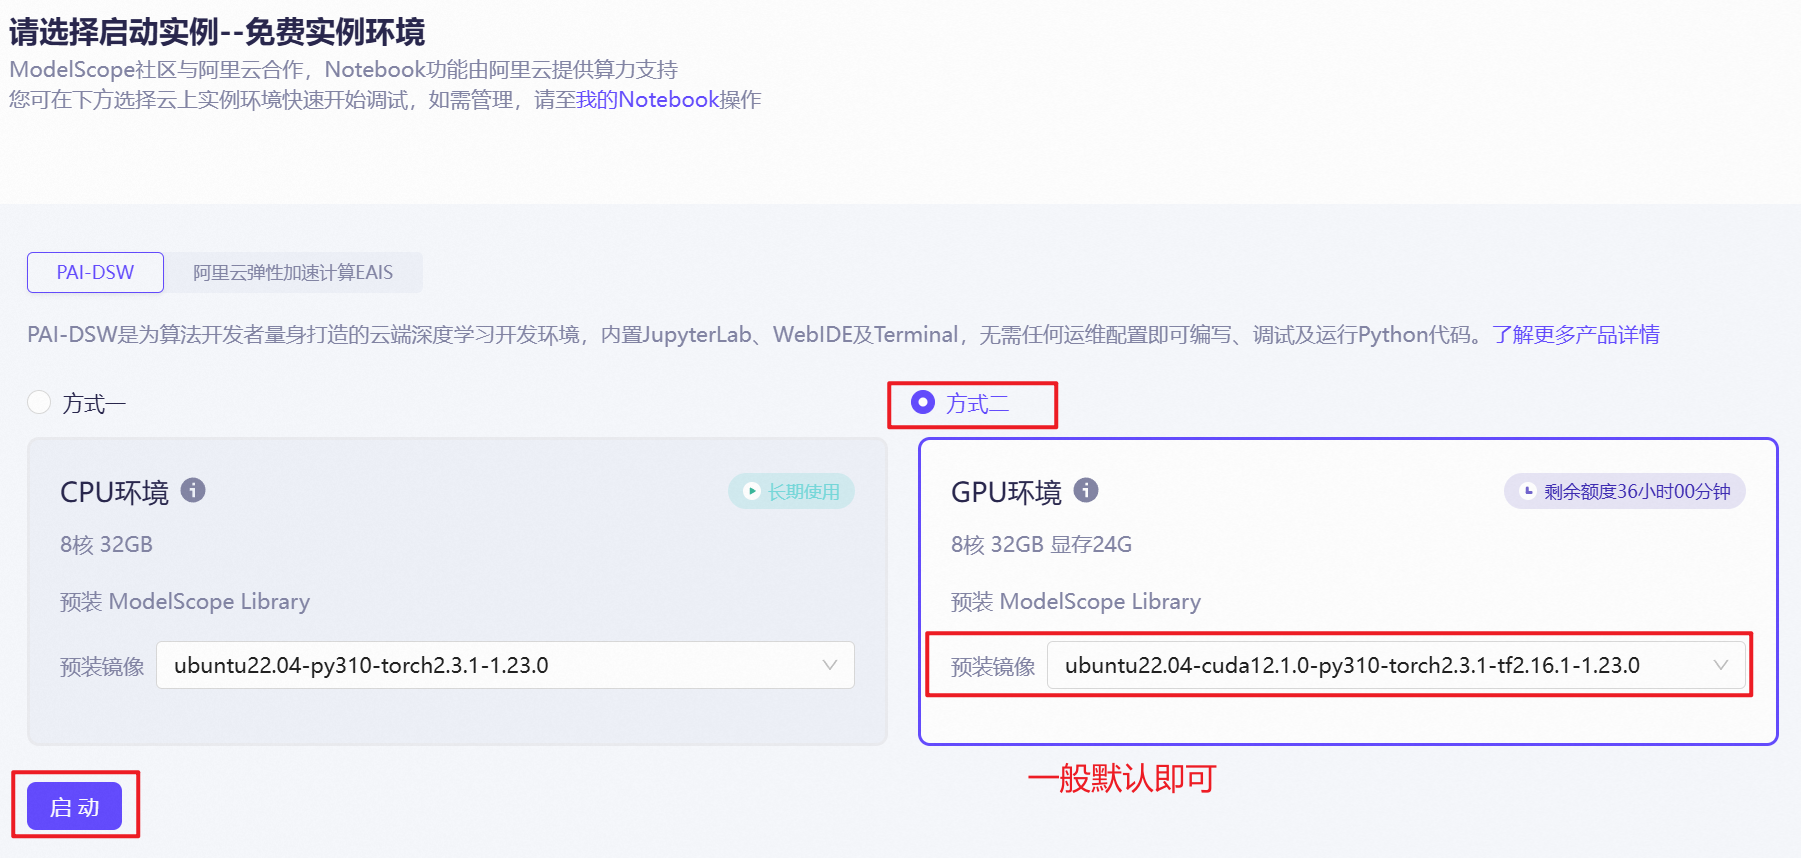 请选择启动实例--免费实例环境
ModelScope社区与阿里云合作，Notebook功能由阿里云提供算力支持
您可在下方选择云上实例环境快速开始调试，如需管理，请至我的Notebook操作
PAI-DSW
阿里云弹性加速计算EAIS
PAI-DSW是为算法开发者量身打造的云端深度学习开发环境，内置JupyterLab、WebIDE及Terminal，无需任何运维配置即可编写、调试及运行Python代码。了解更多产品详情
方式一
CPU环境
长期使用
8核 32GB
预装 ModelScope Library
预装镜像 ubuntu22.04-py310-torch2.3.1-1.23.0
方式二
GPU环境
剩余额度36小时00分钟
8核 32GB 显存24G
预装 ModelScope Library
预装镜像 ubuntu22.04-cuda12.1.0-py310-torch2.3.1-tf2.16.1-1.23.0
一般默认即可
启动